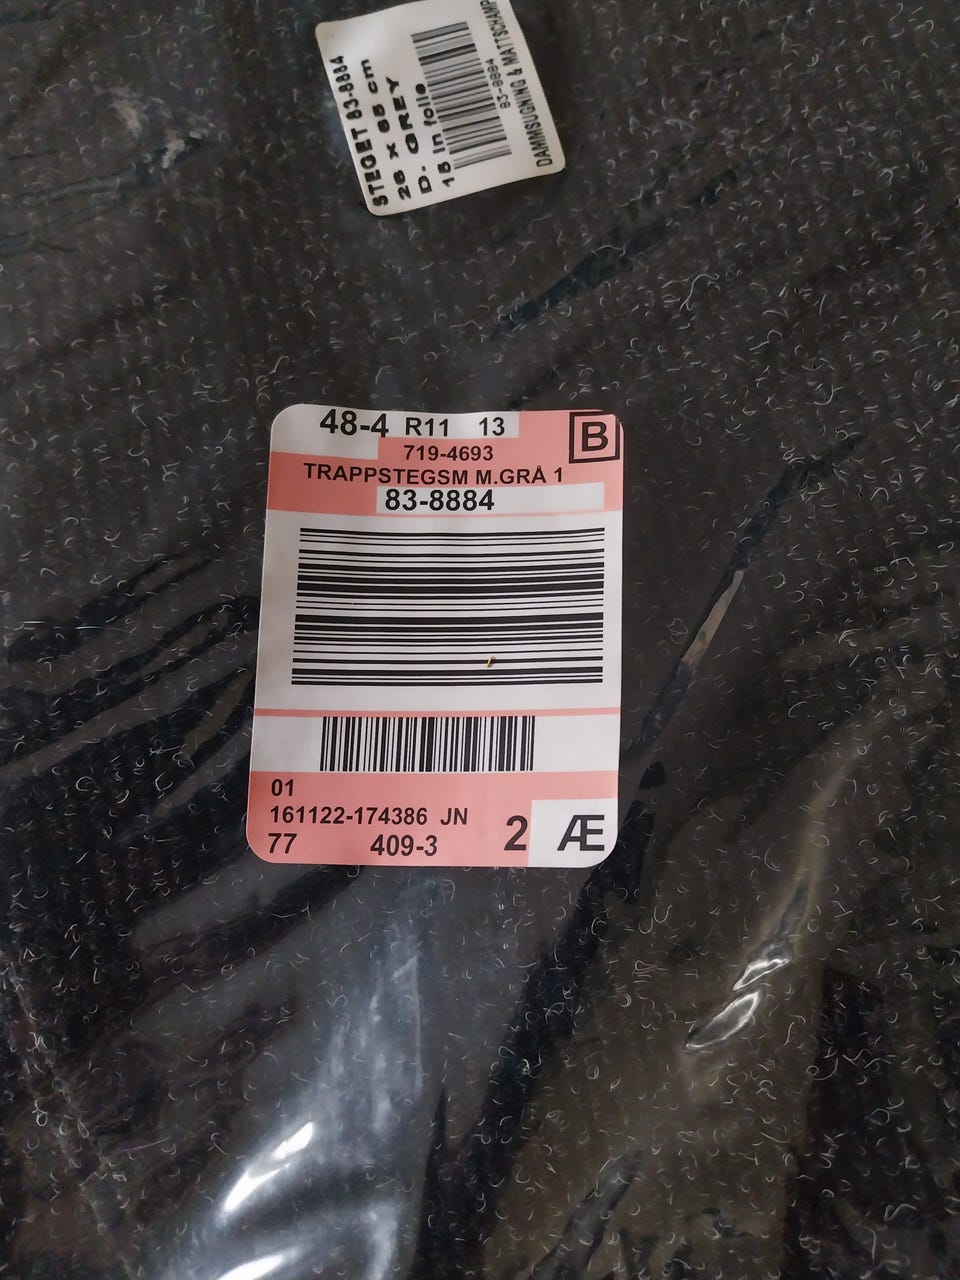 STEGET 83-8884
26 x 65 cm
D. GREY
15 in folie
83-8884
DAMMSUGNING & MATTSCHAMP
48-4 R11 13 B
719-4693
TRAPPSTEGSM M.GRÅ 1
83-8884
01
161122-174386 JN
77 409-3 2 Æ